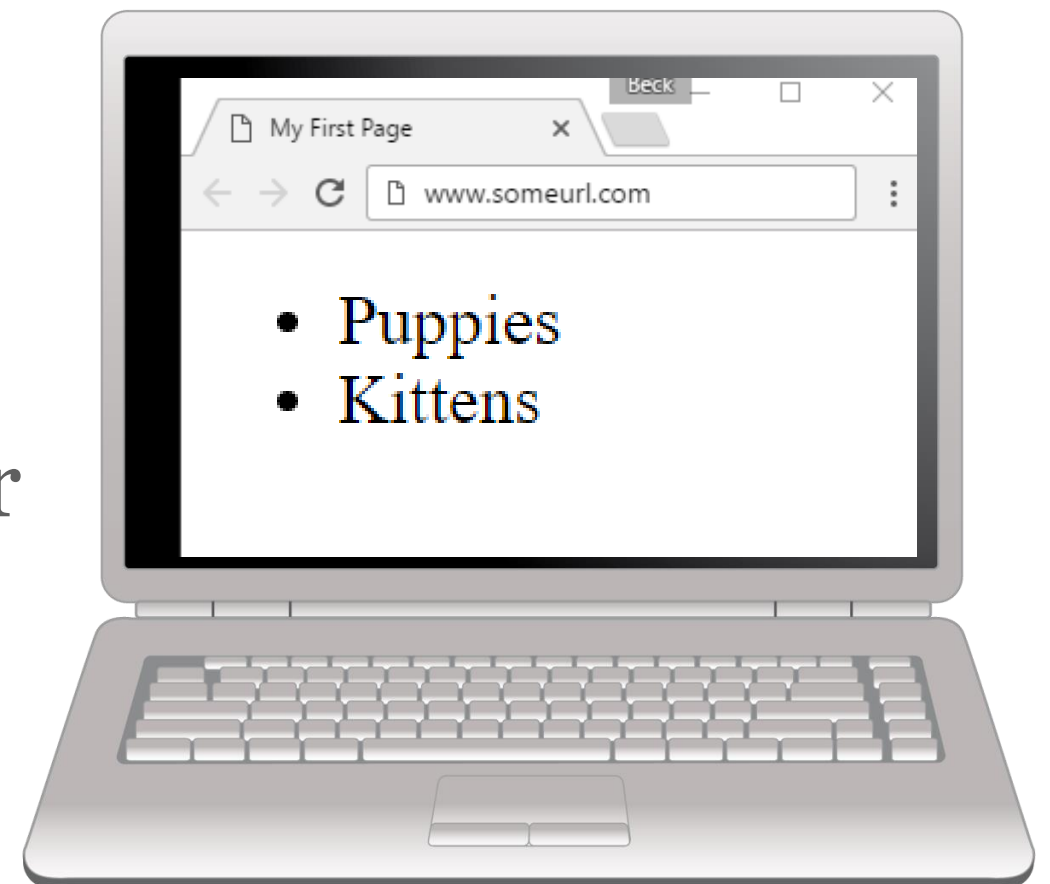 Beck
My First Page
www.someurl.com
• Puppies
• Kittens
r